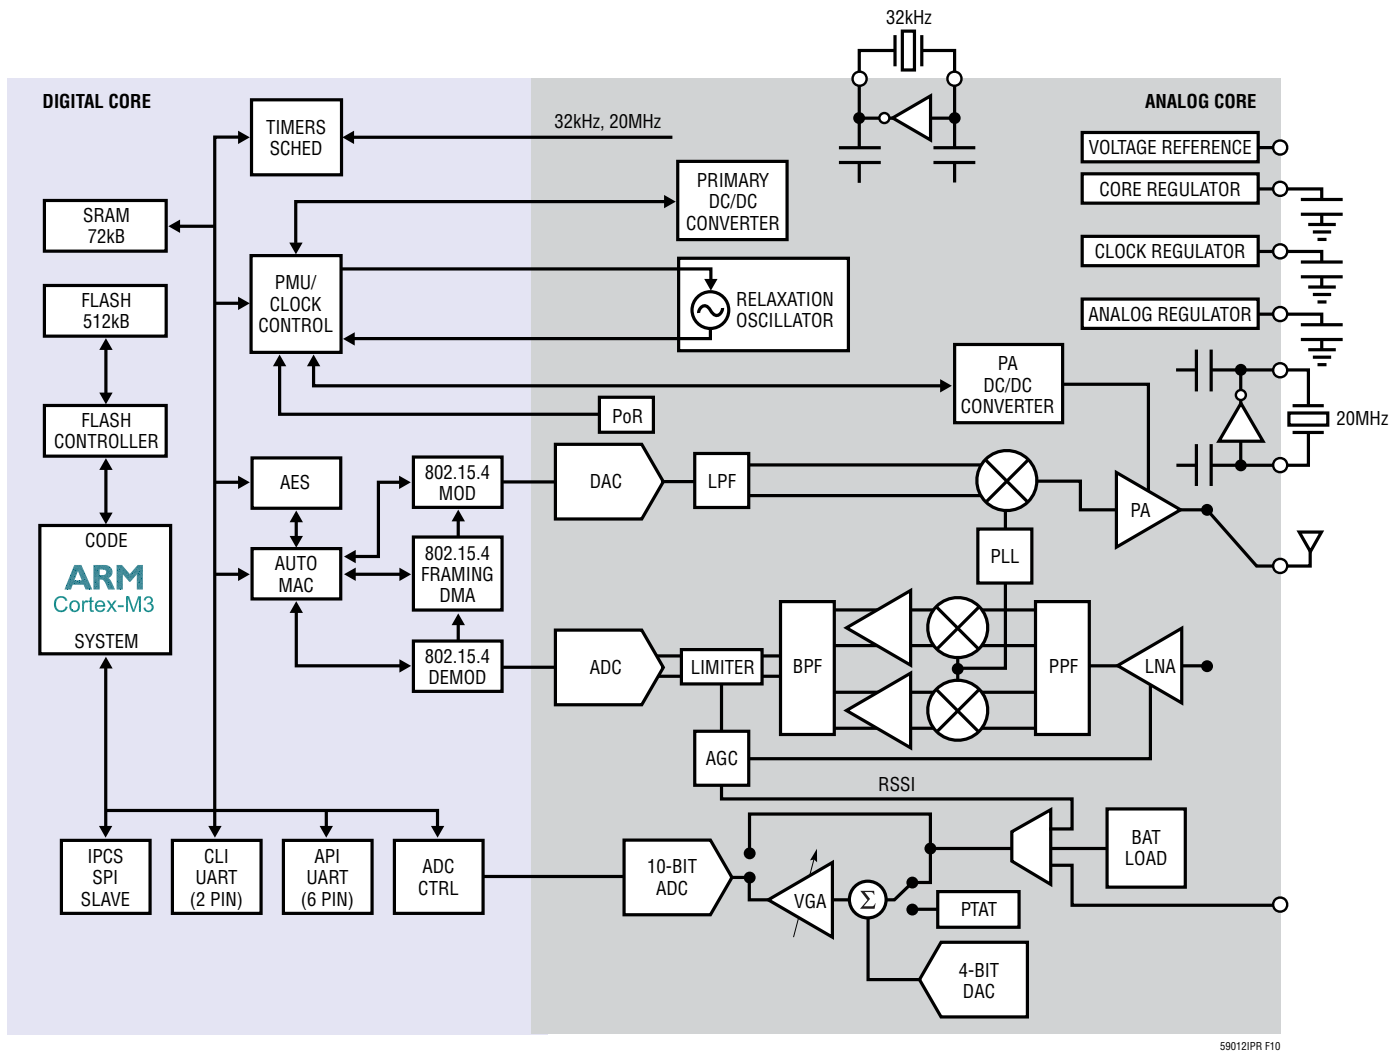 32kHz
DIGITAL CORE
ANALOG CORE
TIMERS
SCHED
32kHz, 20MHz
VOLTAGE REFERENCE
PRIMARY
DC/DC
CONVERTER
CORE REGULATOR
SRAM
72kB
CLOCK REGULATOR
PMU/
CLOCK
CONTROL
RELAXATION
OSCILLATOR
FLASH
512kB
ANALOG REGULATOR
PA
DC/DC
CONVERTER
PoR
20MHz
FLASH
CONTROLLER
AES
802.15.4
MOD
DAC
LPF
PA
CODE
ARM
Cortex-M3
SYSTEM
AUTO
MAC
802.15.4
FRAMING
DMA
PLL
802.15.4
DEMOD
ADC
LIMITER
BPF
PPF
LNA
AGC
RSSI
IPCS
SPI
SLAVE
CLI
UART
(2 PIN)
API
UART
(6 PIN)
ADC
CTRL
10-BIT
ADC
VGA
Σ
BAT
LOAD
PTAT
4-BIT
DAC
59012IPR F10